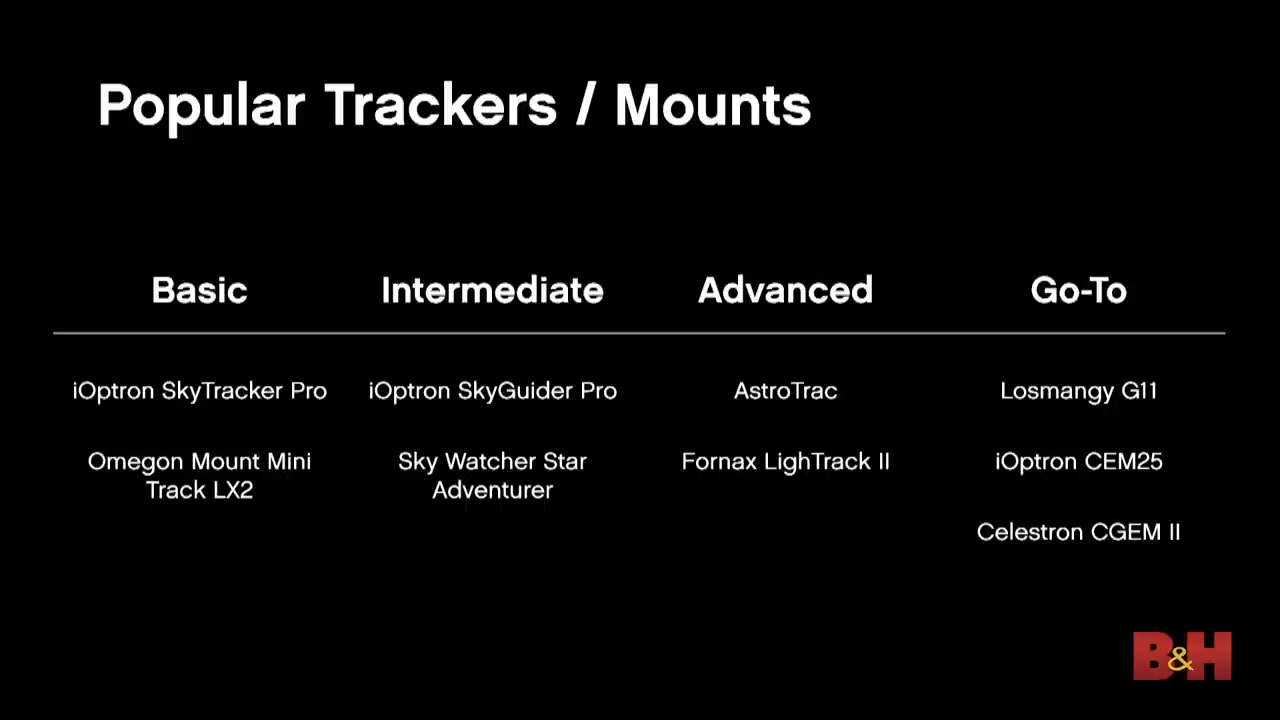 Popular Trackers / Mounts
Basic
Intermediate
Advanced
Go-To
iOptron SkyTracker Pro
iOptron SkyGuider Pro
AstroTrac
Losmangy G11
Omegon Mount Mini
Track LX2
Sky Watcher Star
Adventurer
Fornax LighTrack II
iOptron CEM25
Celestron CGEM II
B&H